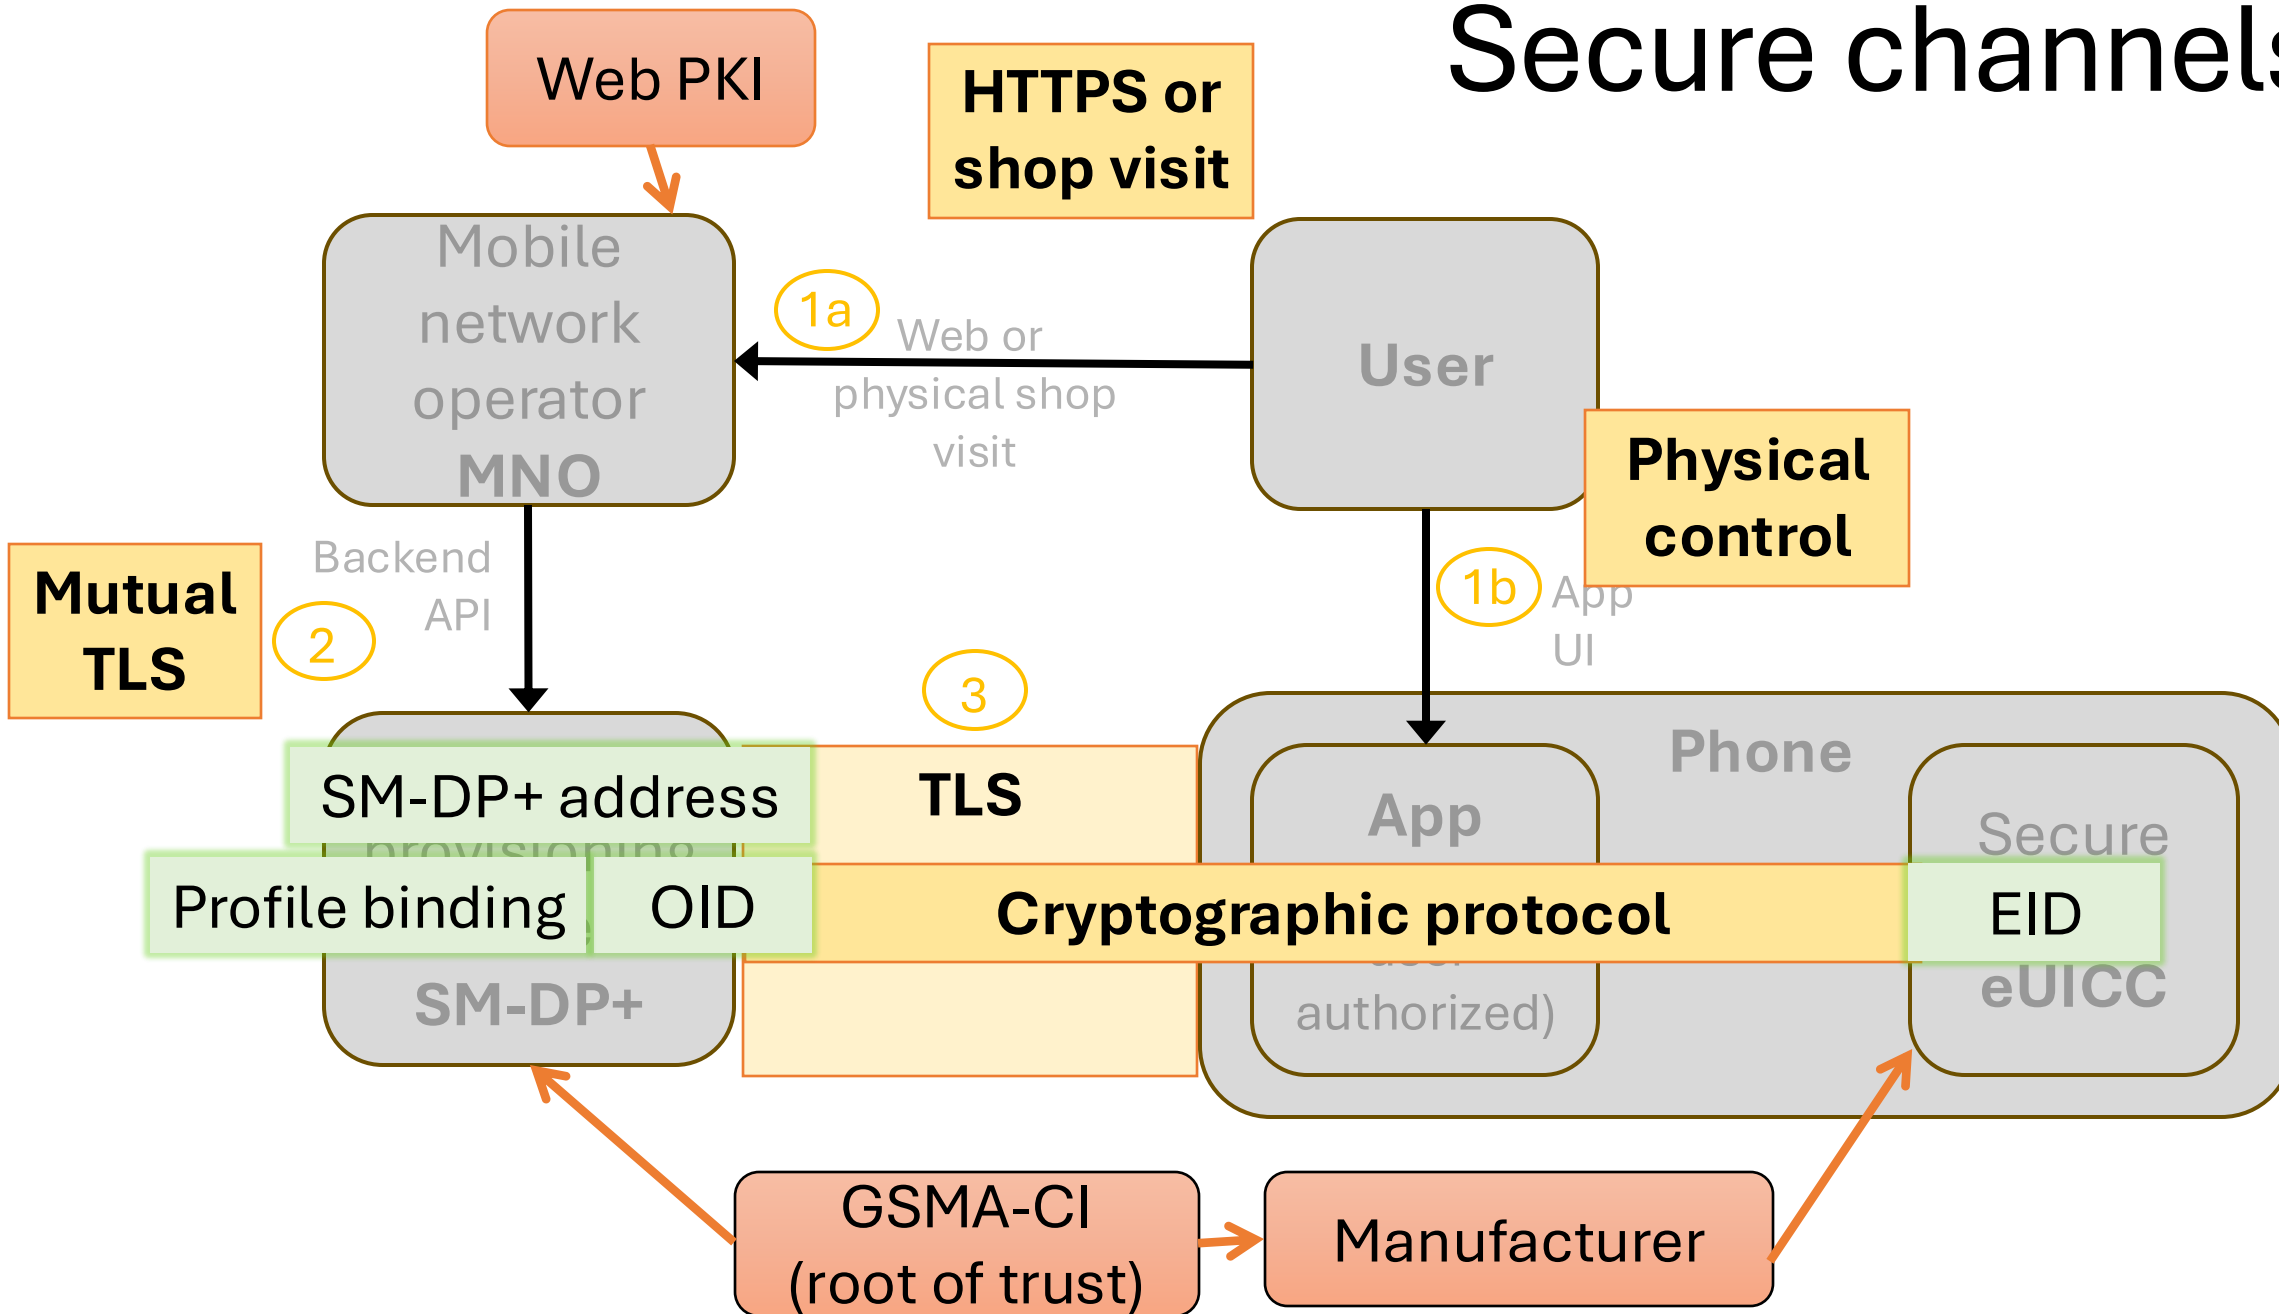 Secure channels
Web PKI
HTTPS or
shop visit
Mobile
network
operator
MNO
1a
Web or
physical shop
visit
User
Physical
control
Mutual
TLS
2
Backend
API
1b
App
UI
3
SM-DP+ address
TLS
App
Phone
Secure
provisioning
Profile binding
OID
Cryptographic protocol
EID
SM-DP+
authorized)
eUICC
GSMA-CI
(root of trust)
Manufacturer